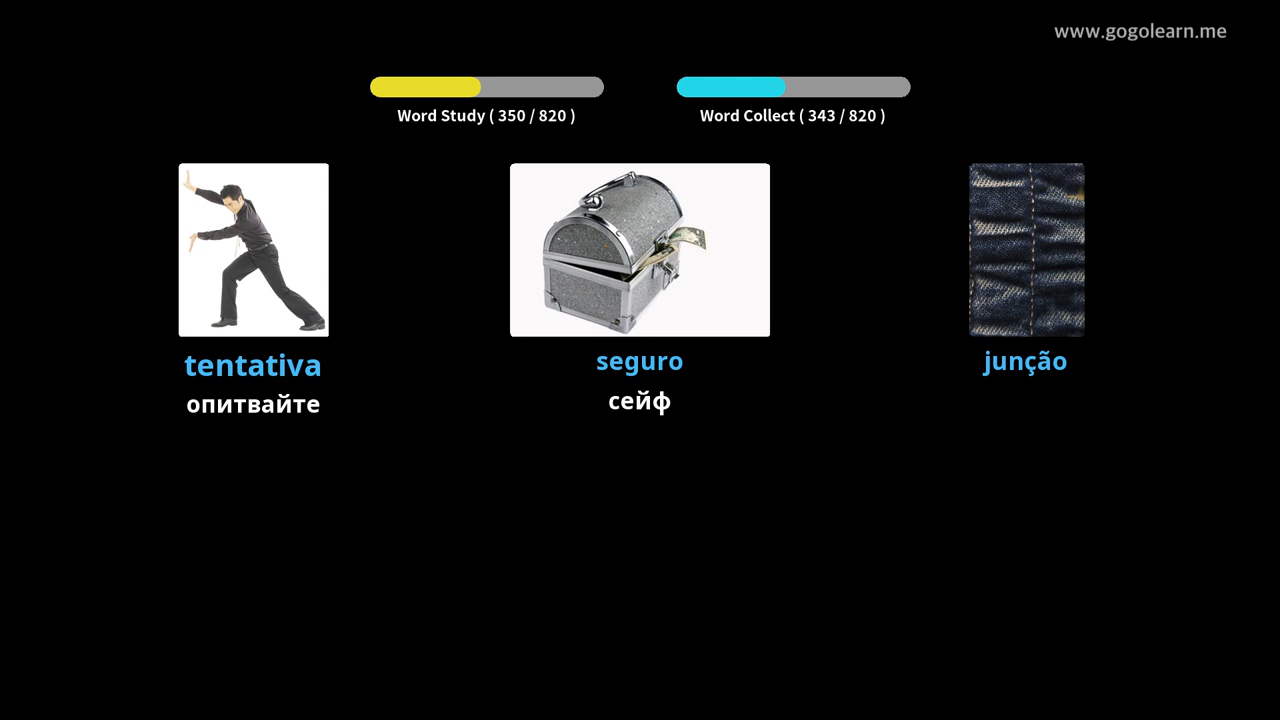 www.gogolearn.me
Word Study ( 350 / 820 )
Word Collect ( 343 / 820 )
tentativa
опитвайте
seguro
сейф
junção